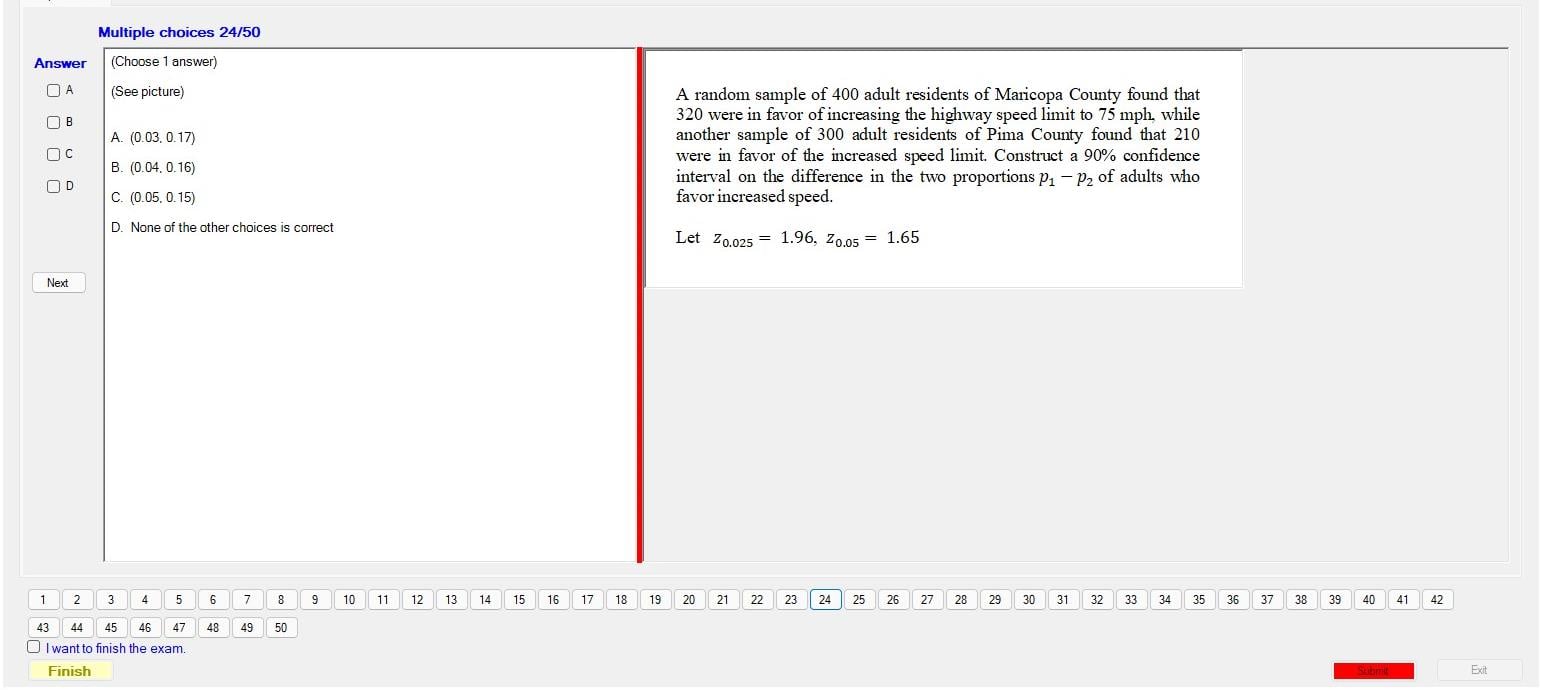 Multiple choices 24/50
Answer
A
B
C
D
Next
(Choose 1 answer)
(See picture)
A. (0.03, 0.17)
B. (0.04, 0.16)
C. (0.05, 0.15)
D. None of the other choices is correct
A random sample of 400 adult residents of Maricopa County found that
320 were in favor of increasing the highway speed limit to 75 mph, while
another sample of 300 adult residents of Pima County found that 210
were in favor of the increased speed limit. Construct a 90% confidence
interval on the difference in the two proportions p₁ − p₂ of adults who
favor increased speed.
Let z₀.₀₂₅ = 1.96, z₀.₀₅ = 1.65
1 2 3 4 5 6 7 8 9 10 11 12 13 14 15 16 17 18 19 20 21 22 23 24 25 26 27 28 29 30 31 32 33 34 35 36 37 38 39 40 41 42
43 44 45 46 47 48 49 50
I want to finish the exam.
Finish
Submit
Exit